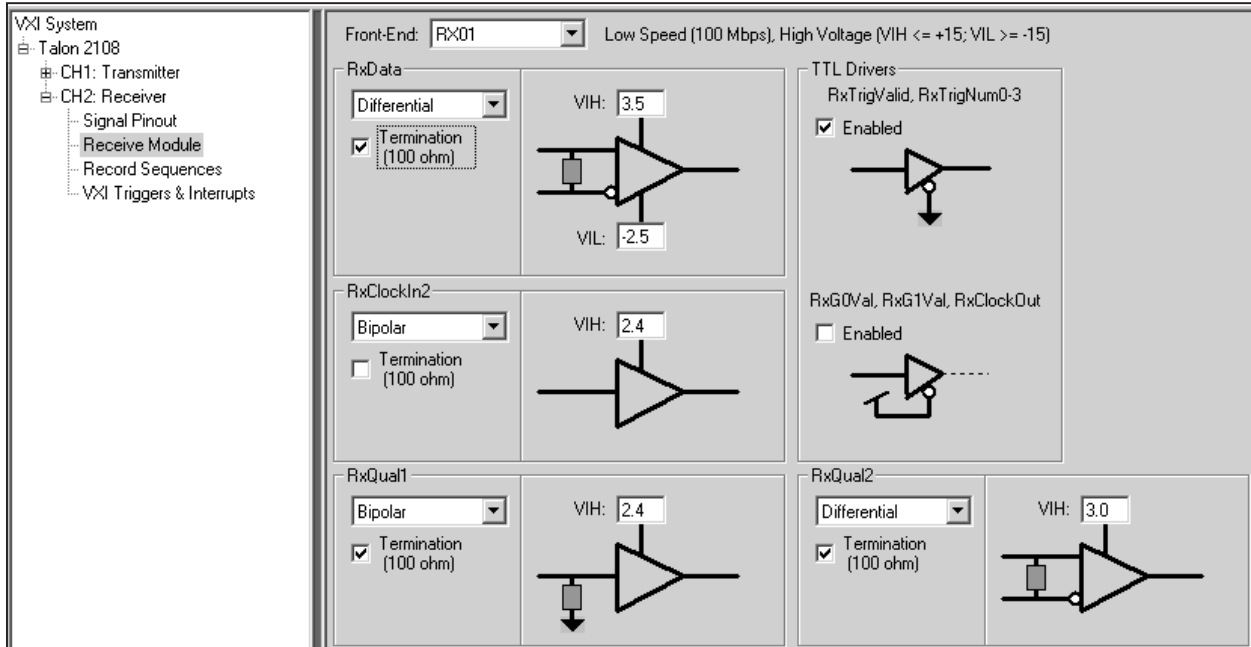 VXI System
Talon 2108
CH1: Transmitter
CH2: Receiver
Signal Pinout
Receive Module
Record Sequences
VXI Triggers & Interrupts
Front-End: RX01 Low Speed (100 Mbps), High Voltage (VIH <= +15; VIL >= -15)
RxData
Differential
Termination
(100 ohm)
VIH: 3.5
VIL: -2.5
TTL Drivers
RxTrigValid, RxTrigNum0-3
Enabled
RxG0Val, RxG1Val, RxClockOut
Enabled
RxClockIn2
Bipolar
Termination
(100 ohm)
VIH: 2.4
RxQual1
Bipolar
Termination
(100 ohm)
VIH: 2.4
RxQual2
Differential
Termination
(100 ohm)
VIH: 3.0